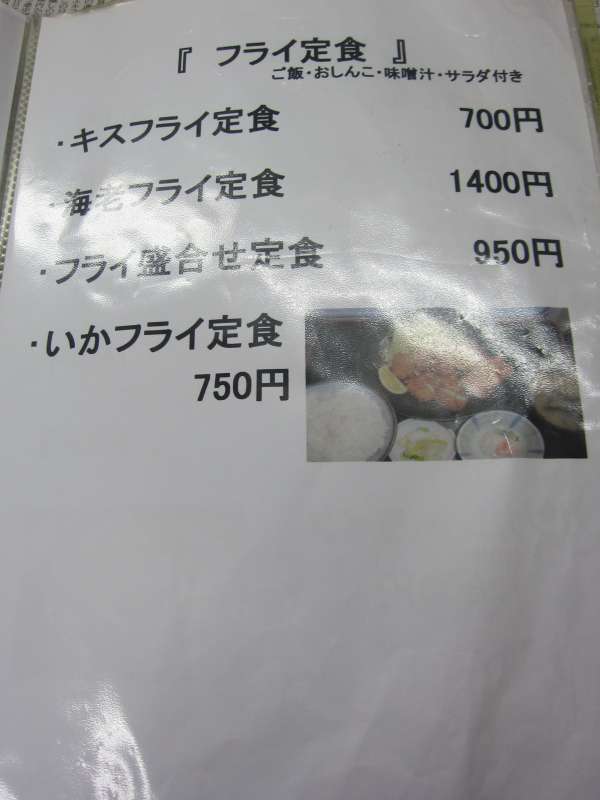 『 フライ定食 』
ご飯・おしんこ・味噌汁・サラダ付き
・キスフライ定食 700円
・海老フライ定食 1400円
・フライ盛合せ定食 950円
・いかフライ定食
750円